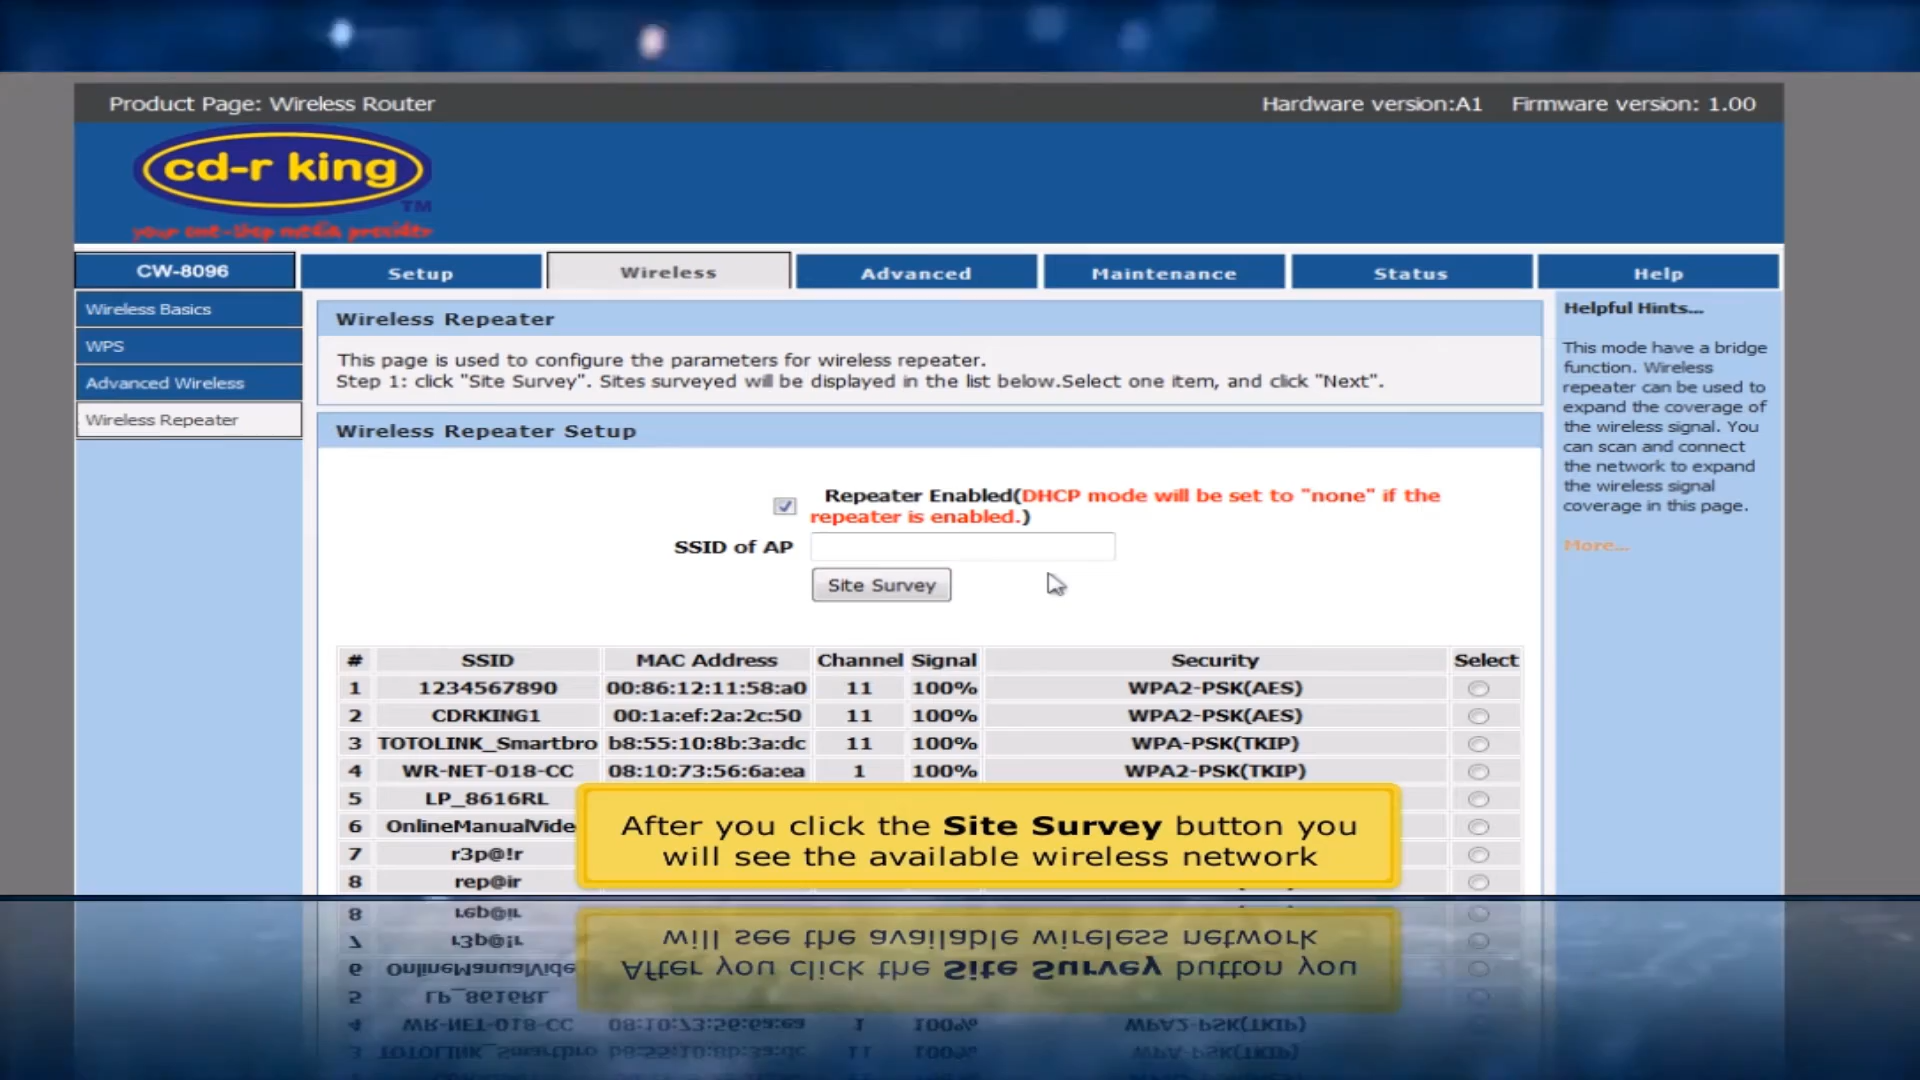 Product Page: Wireless Router
Hardware version:A1 Firmware version: 1.00
cd-r king
TM
your one-stop media provider
CW-8096 Setup Wireless Advanced Maintenance Status Help
Wireless Basics
WPS
Advanced Wireless
Wireless Repeater
Wireless Repeater
This page is used to configure the parameters for wireless repeater.
Step 1: click "Site Survey". Sites surveyed will be displayed in the list below.Select one item, and click "Next".
Wireless Repeater Setup
Repeater Enabled(DHCP mode will be set to "none" if the
repeater is enabled.)
SSID of AP
Site Survey
# SSID MAC Address Channel Signal Security Select
1 1234567890 00:86:12:11:58:a0 11 100% WPA2-PSK(AES)
2 CDRKING1 00:1a:ef:2a:2c:50 11 100% WPA2-PSK(AES)
3 TOTOLINK_Smartbro b8:55:10:8b:3a:dc 11 100% WPA-PSK(TKIP)
4 WR-NET-018-CC 08:10:73:56:6a:ea 1 100% WPA2-PSK(TKIP)
5 LP_8616RL
6 OnlineManualVide
7 r3p@!r
8 rep@ir
After you click the Site Survey button you
will see the available wireless network
Helpful Hints...
This mode have a bridge
function. Wireless
repeater can be used to
expand the coverage of
the wireless signal. You
can scan and connect
the network to expand
the wireless signal
coverage in this page.
More...